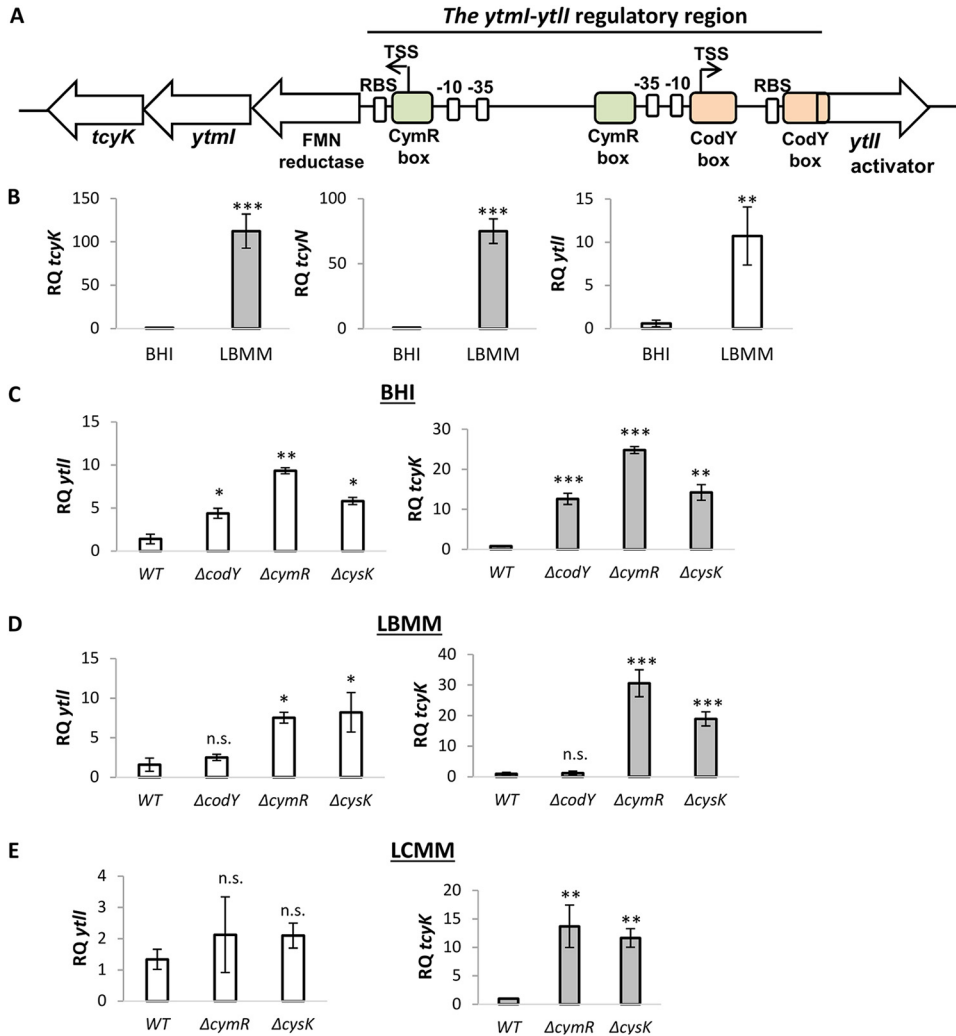 A
The ytmI-ytlI regulatory region
TSS
TSS
RBS
-10
-35
-35
-10
RBS
tcyK
ytmI
FMN
reductase
CymR
box
CymR
box
CodY
box
CodY
box
ytlI
activator
B
RQ tcyK
150
100
50
0
BHI
LBMM
***
RQ tcyN
100
50
0
BHI
LBMM
***
RQ ytlI
15
10
5
0
BHI
LBMM
**
C
BHI
RQ ytlI
15
10
5
0
*
**
*
WT
ΔcodY
ΔcymR
ΔcysK
RQ tcyK
30
20
10
0
***
***
**
WT
ΔcodY
ΔcymR
ΔcysK
D
LBMM
RQ ytlI
15
10
5
0
n.s.
*
*
WT
ΔcodY
ΔcymR
ΔcysK
RQ tcyK
40
30
20
10
0
n.s.
***
***
WT
ΔcodY
ΔcymR
ΔcysK
E
LCMM
RQ ytlI
4
3
2
1
0
n.s.
n.s.
WT
ΔcymR
ΔcysK
RQ tcyK
20
15
10
5
0
**
**
WT
ΔcymR
ΔcysK